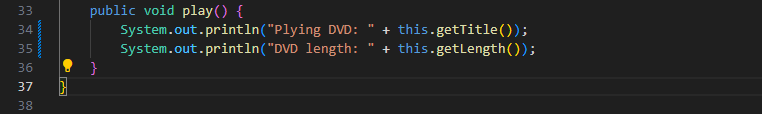 33 public void play() {
34 System.out.println("Plying DVD: " + this.getTitle());
35 System.out.println("DVD length: " + this.getLength());
36 }
37 }
38